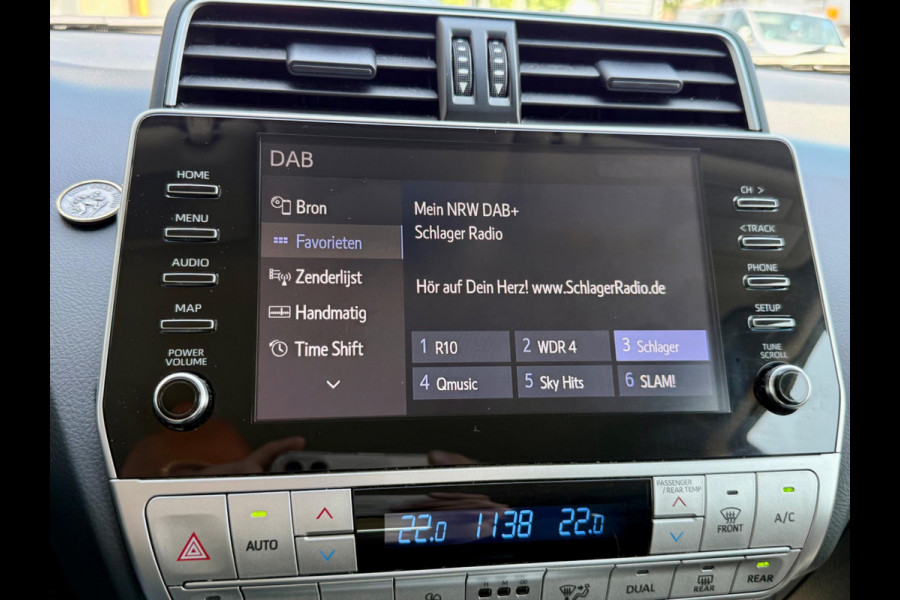 HOME
MENU
AUDIO
MAP
POWER
VOLUME
DAB
Bron
Favorieten
Zenderlijst
Handmatig
Time Shift
Mein NRW DAB+
Schlager Radio
Hör auf Dein Herz! www.SchlagerRadio.de
1 R10
2 WDR 4
3 Schlager
4 Qmusic
5 Sky Hits
6 SLAM!
CH >
< TRACK
PHONE
SETUP
TUNE
SCROLL
AUTO
22.0 1138 22.0
PASSENGER
/REAR TEMP
FRONT
A/C
DUAL
REAR
REAR